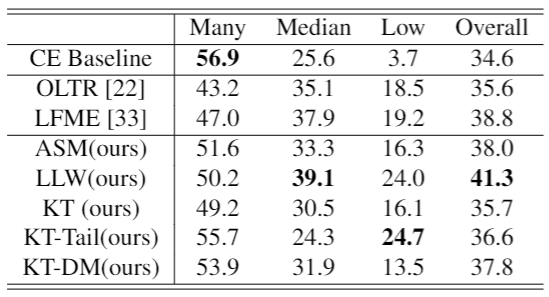 Many Median Low Overall
CE Baseline 56.9 25.6 3.7 34.6
OLTR [22] 43.2 35.1 18.5 35.6
LFME [33] 47.0 37.9 19.2 38.8
ASM(ours) 51.6 33.3 16.3 38.0
LLW(ours) 50.2 39.1 24.0 41.3
KT (ours) 49.2 30.5 16.1 35.7
KT-Tail(ours) 55.7 24.3 24.7 36.6
KT-DM(ours) 53.9 31.9 13.5 37.8